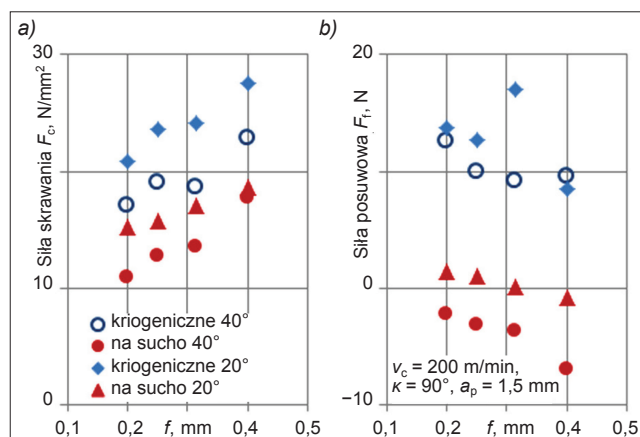 a)
Siła skrawania Fc, N/mm²
30
10
0
kriogeniczne 40°
na sucho 40°
kriogeniczne 20°
na sucho 20°
0,1 0,2 0,3 0,4 0,5
f, mm
b)
Siła posuwowa Ff, N
20
0
−10
vc = 200 m/min,
κ = 90°, ap = 1,5 mm
0,1 0,2 0,3 0,4 0,5
f, mm